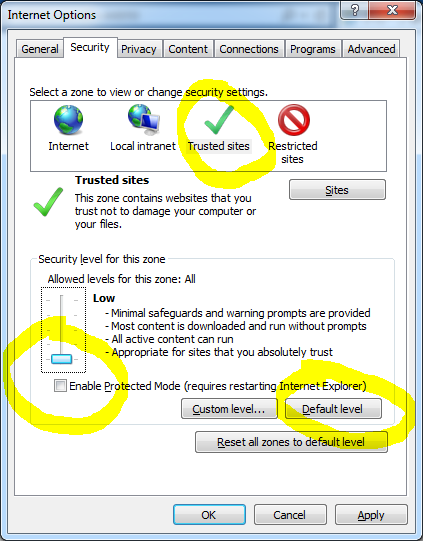 Internet Options
General Security Privacy Content Connections Programs Advanced
Select a zone to view or change security settings.
Internet Local intranet Trusted sites Restricted
sites
Trusted sites
Sites
This zone contains websites that you
trust not to damage your computer or
your files.
Security level for this zone
Allowed levels for this zone: All
Low
- Minimal safeguards and warning prompts are provided
- Most content is downloaded and run without prompts
- All active content can run
- Appropriate for sites that you absolutely trust
Enable Protected Mode (requires restarting Internet Explorer)
Custom level... Default level
Reset all zones to default level
OK Cancel Apply